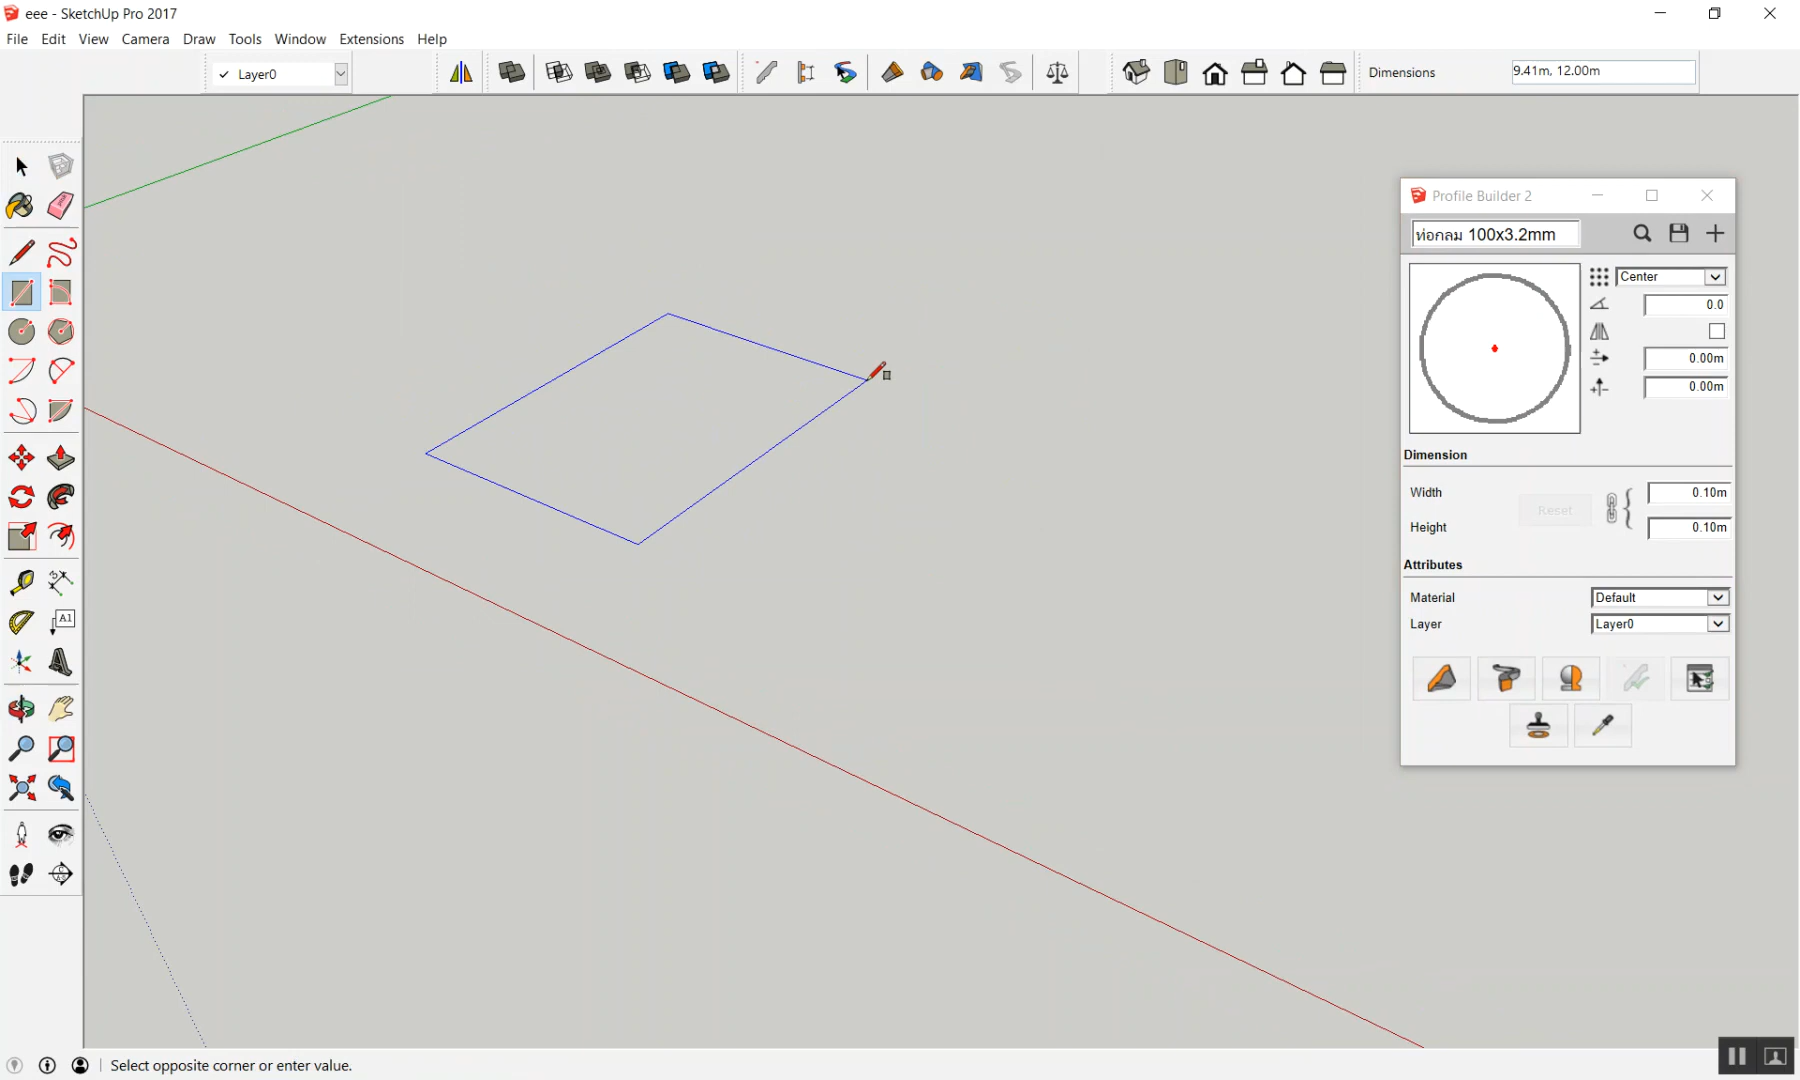 eee - SketchUp Pro 2017
File Edit View Camera Draw Tools Window Extensions Help
Layer0
Dimensions 9.41m, 12.00m
Profile Builder 2
ท่อกลม 100x3.2mm
Center
0.0
0.00m
0.00m
Dimension
Width 0.10m
Reset
Height 0.10m
Attributes
Material Default
Layer Layer0
A1
Select opposite corner or enter value.